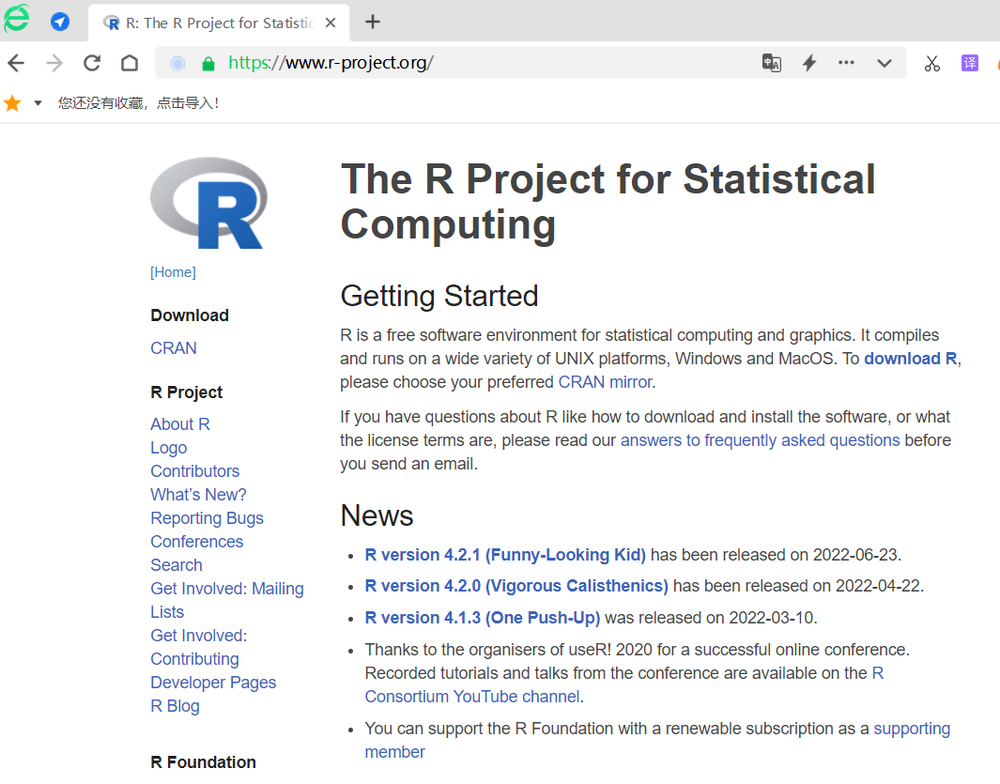 R: The R Project for Statistic
https://www.r-project.org/
译
您还没有收藏，点击导入！
R
[Home]
Download
CRAN
R Project
About R
Logo
Contributors
What's New?
Reporting Bugs
Conferences
Search
Get Involved: Mailing
Lists
Get Involved:
Contributing
Developer Pages
R Blog
R Foundation
The R Project for Statistical
Computing
Getting Started
R is a free software environment for statistical computing and graphics. It compiles
and runs on a wide variety of UNIX platforms, Windows and MacOS. To download R,
please choose your preferred CRAN mirror.
If you have questions about R like how to download and install the software, or what
the license terms are, please read our answers to frequently asked questions before
you send an email.
News
• R version 4.2.1 (Funny-Looking Kid) has been released on 2022-06-23.
• R version 4.2.0 (Vigorous Calisthenics) has been released on 2022-04-22.
• R version 4.1.3 (One Push-Up) was released on 2022-03-10.
• Thanks to the organisers of useR! 2020 for a successful online conference.
Recorded tutorials and talks from the conference are available on the R
Consortium YouTube channel.
• You can support the R Foundation with a renewable subscription as a supporting
member